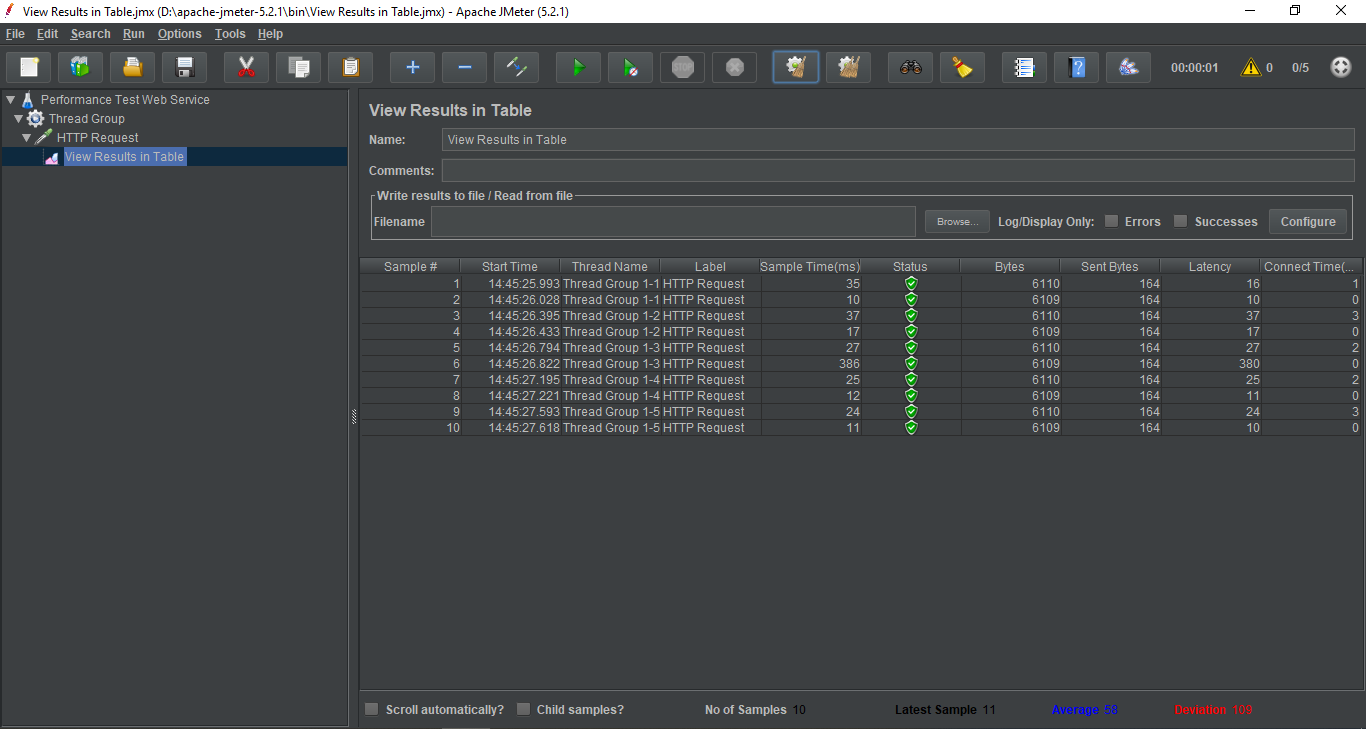 View Results in Table.jmx (D:\apache-jmeter-5.2.1\bin\View Results in Table.jmx) - Apache JMeter (5.2.1)
File Edit Search Run Options Tools Help
STOP
00:00:01 0 0/5
Performance Test Web Service
Thread Group
HTTP Request
View Results in Table
View Results in Table
Name: View Results in Table
Comments:
Write results to file / Read from file
Filename Browse... Log/Display Only: Errors Successes Configure
Sample # Start Time Thread Name Label Sample Time(ms) Status Bytes Sent Bytes Latency Connect Time(...
1 14:45:25.993 Thread Group 1-1 HTTP Request 35 6110 164 16 1
2 14:45:26.028 Thread Group 1-1 HTTP Request 10 6109 164 10 0
3 14:45:26.395 Thread Group 1-2 HTTP Request 37 6110 164 37 3
4 14:45:26.433 Thread Group 1-2 HTTP Request 17 6109 164 17 0
5 14:45:26.794 Thread Group 1-3 HTTP Request 27 6110 164 27 2
6 14:45:26.822 Thread Group 1-3 HTTP Request 386 6109 164 380 0
7 14:45:27.195 Thread Group 1-4 HTTP Request 25 6110 164 25 2
8 14:45:27.221 Thread Group 1-4 HTTP Request 12 6109 164 11 0
9 14:45:27.593 Thread Group 1-5 HTTP Request 24 6110 164 24 3
10 14:45:27.618 Thread Group 1-5 HTTP Request 11 6109 164 10 0
Scroll automatically? Child samples? No of Samples 10 Latest Sample 11 Average 58 Deviation 109